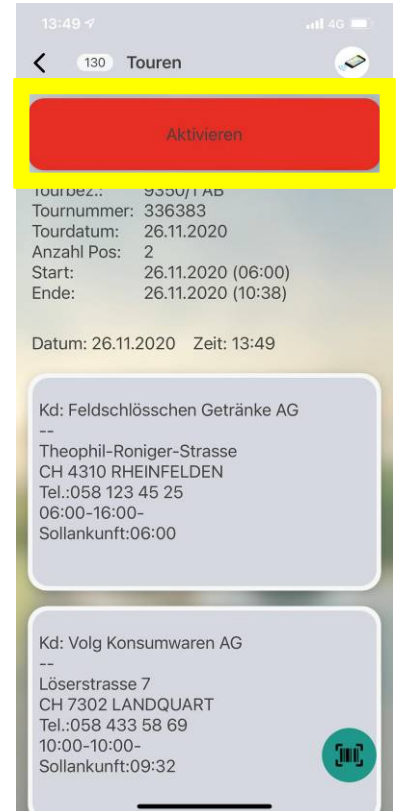 13:49 4G
130 Touren
Aktivieren
Tourbez.: 9350/1 AB
Tournummer: 336383
Tourdatum: 26.11.2020
Anzahl Pos: 2
Start: 26.11.2020 (06:00)
Ende: 26.11.2020 (10:38)
Datum: 26.11.2020 Zeit: 13:49
Kd: Feldschlösschen Getränke AG
--
Theophil-Roniger-Strasse
CH 4310 RHEINFELDEN
Tel.:058 123 45 25
06:00-16:00-
Sollankunft:06:00
Kd: Volg Konsumwaren AG
--
Löserstrasse 7
CH 7302 LANDQUART
Tel.:058 433 58 69
10:00-10:00-
Sollankunft:09:32